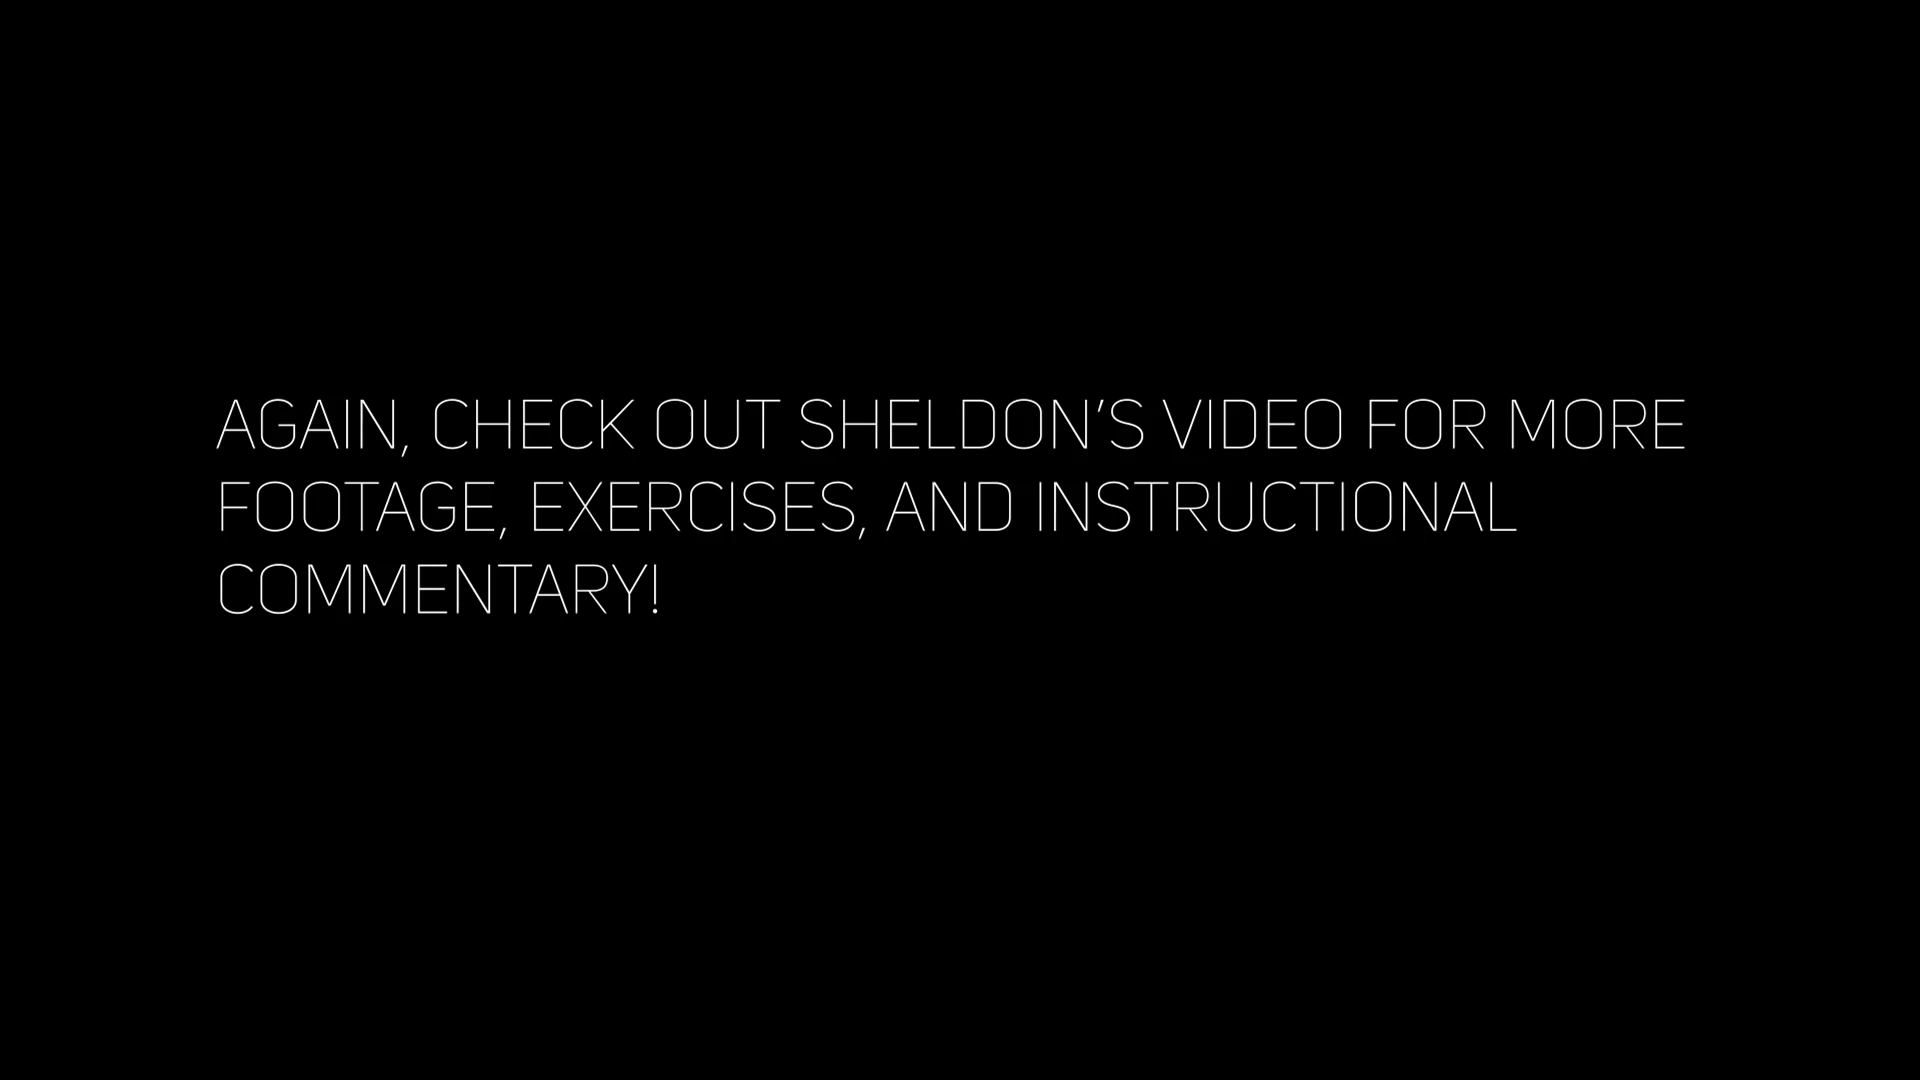 AGAIN, CHECK OUT SHELDON'S VIDEO FOR MORE
FOOTAGE, EXERCISES, AND INSTRUCTIONAL
COMMENTARY!